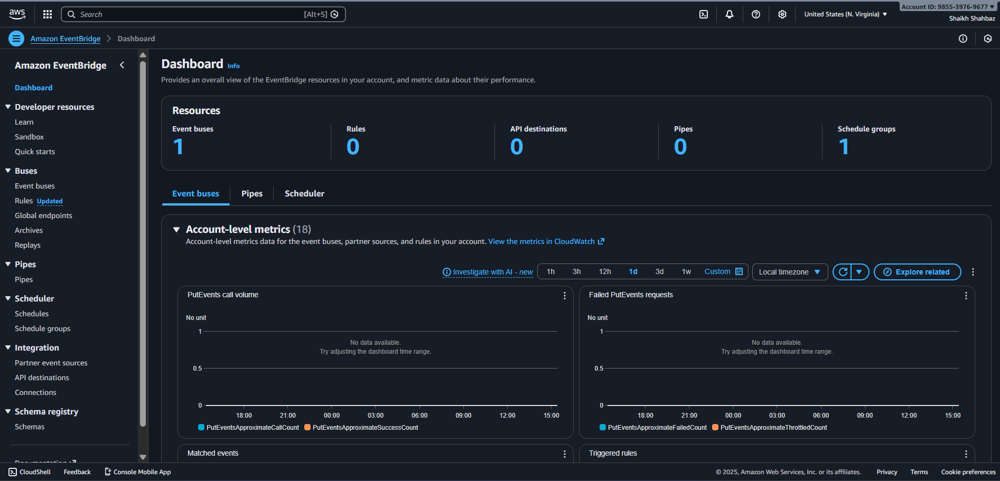 aws
Search [Alt+S]
United States (N. Virginia)
Account ID: 9855-3976-9677
Shaikh Shahbaz
Amazon EventBridge
Dashboard
Amazon EventBridge
Dashboard
Developer resources
Learn
Sandbox
Quick starts
Buses
Event buses
Rules Updated
Global endpoints
Archives
Replays
Pipes
Pipes
Scheduler
Schedules
Schedule groups
Integration
Partner event sources
API destinations
Connections
Schema registry
Schemas
Documentation
Dashboard Info
Provides an overall view of the EventBridge resources in your account, and metric data about their performance.
Resources
Event buses
1
Rules
0
API destinations
0
Pipes
0
Schedule groups
1
Event buses Pipes Scheduler
Account-level metrics (18)
Account-level metrics data for the event buses, partner sources, and rules in your account. View the metrics in CloudWatch
Investigate with AI - new 1h 3h 12h 1d 3d 1w Custom Local timezone Explore related
PutEvents call volume
No unit
1
No data available.
Try adjusting the dashboard time range.
0.5
0
18:00 21:00 00:00 03:00 06:00 09:00 12:00 15:00
PutEventsApproximateCallCount PutEventsApproximateSuccessCount
Failed PutEvents requests
No unit
1
No data available.
Try adjusting the dashboard time range.
0.5
0
18:00 21:00 00:00 03:00 06:00 09:00 12:00 15:00
PutEventsApproximateFailedCount PutEventsApproximateThrottledCount
Matched events
Triggered rules
CloudShell Feedback Console Mobile App
© 2025, Amazon Web Services, Inc. or its affiliates. Privacy Terms Cookie preferences